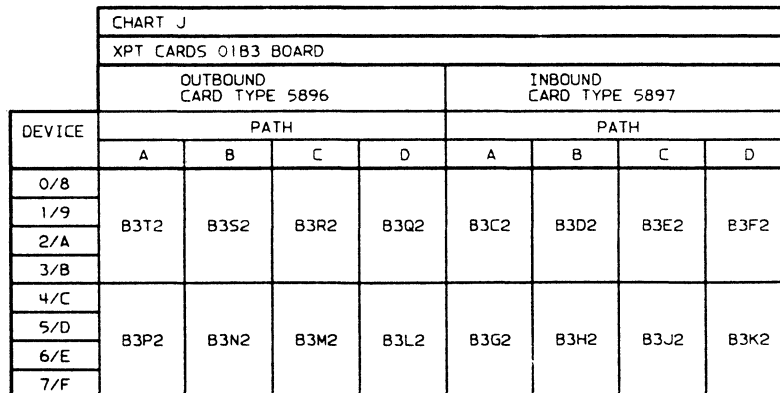 CHART J
XPT CARDS 01B3 BOARD
OUTBOUND INBOUND
CARD TYPE 5896 CARD TYPE 5897
DEVICE PATH PATH
A B C D A B C D
0/8
1/9
B3T2 B3S2 B3R2 B3Q2 B3C2 B3D2 B3E2 B3F2
2/A
3/B
4/C
5/D
B3P2 B3N2 B3M2 B3L2 B3G2 B3H2 B3J2 B3K2
6/E
7/F